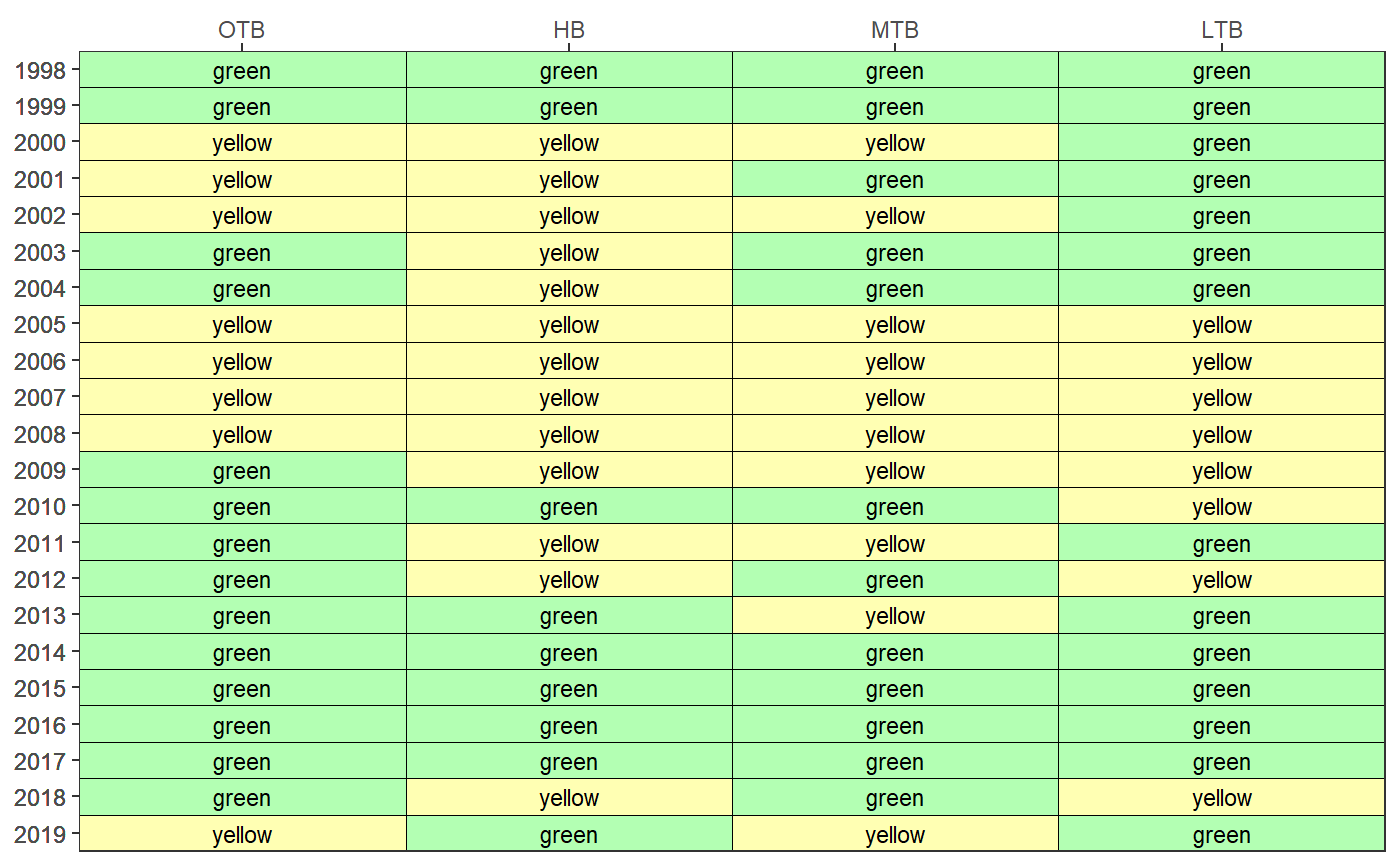 OTB HB MTB LTB
1998 green green green green
1999 green green green green
2000 yellow yellow yellow green
2001 yellow yellow green green
2002 yellow yellow yellow green
2003 green yellow green green
2004 green yellow green green
2005 yellow yellow yellow yellow
2006 yellow yellow yellow yellow
2007 yellow yellow yellow yellow
2008 yellow yellow yellow yellow
2009 green yellow yellow yellow
2010 green green green yellow
2011 green yellow yellow green
2012 green yellow green yellow
2013 green green yellow green
2014 green green green green
2015 green green green green
2016 green green green green
2017 green green green green
2018 green yellow green yellow
2019 yellow green yellow green